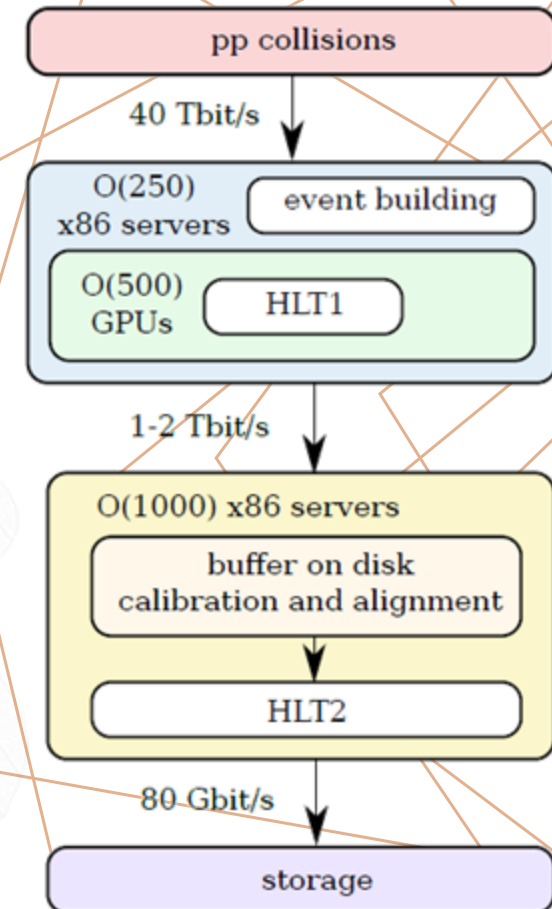 pp collisions
40 Tbit/s
O(250)
x86 servers
event building
O(500)
GPUs
HLT1
1-2 Tbit/s
O(1000) x86 servers
buffer on disk
calibration and alignment
HLT2
80 Gbit/s
storage